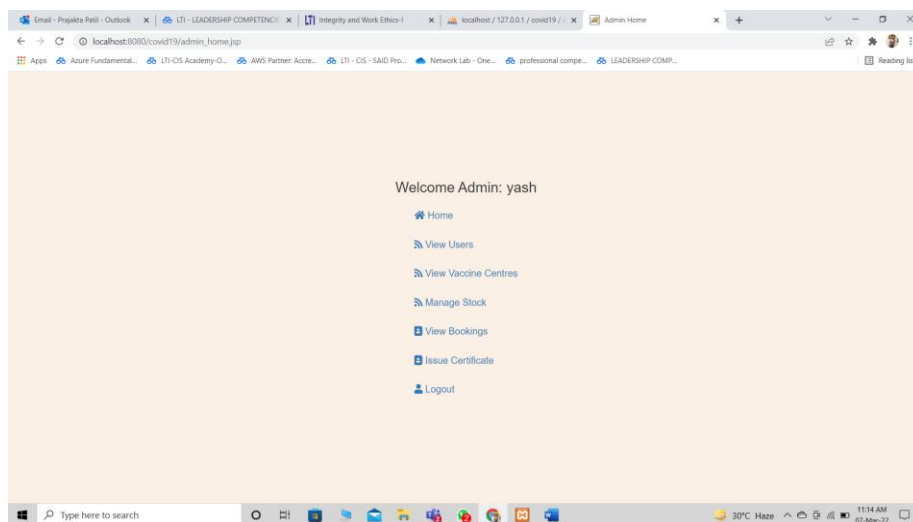 Email - Prajakta Patil - Outlook
LTI - LEADERSHIP COMPETENCE
Integrity and Work Ethics-I
localhost / 127.0.0.1 / covid19 /
Admin Home
localhost:8080/covid19/admin_home.jsp
Apps
Azure Fundamental...
LTI-CIS Academy-O...
AWS Partner: Accre...
LTI - CIS - SAID Pro...
Network Lab - One...
professional compe...
LEADERSHIP COMP...
Reading lis
Welcome Admin: yash
Home
View Users
View Vaccine Centres
Manage Stock
View Bookings
Issue Certificate
Logout
Type here to search
30°C Haze
11:14 AM
07-Mar-22